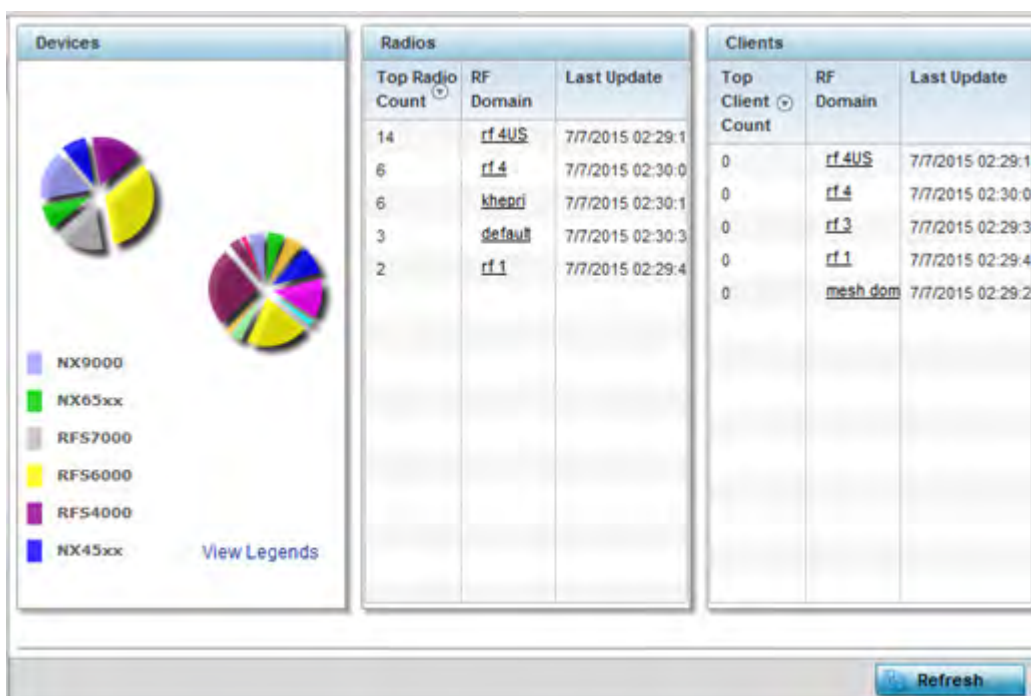 Devices
NX9000
NX65xx
RFS7000
RFS6000
RFS4000
NX45xx
View Legends
Radios
Top Radio Count RF Domain Last Update
14 rf 4US 7/7/2015 02:29:1
6 rf 4 7/7/2015 02:30:0
6 khepri 7/7/2015 02:30:1
3 default 7/7/2015 02:30:3
2 rf 1 7/7/2015 02:29:4
Clients
Top Client Count RF Domain Last Update
0 rf 4US 7/7/2015 02:29:1
0 rf 4 7/7/2015 02:30:0
0 rf 3 7/7/2015 02:29:3
0 rf 1 7/7/2015 02:29:4
0 mesh dom 7/7/2015 02:29:2
Refresh